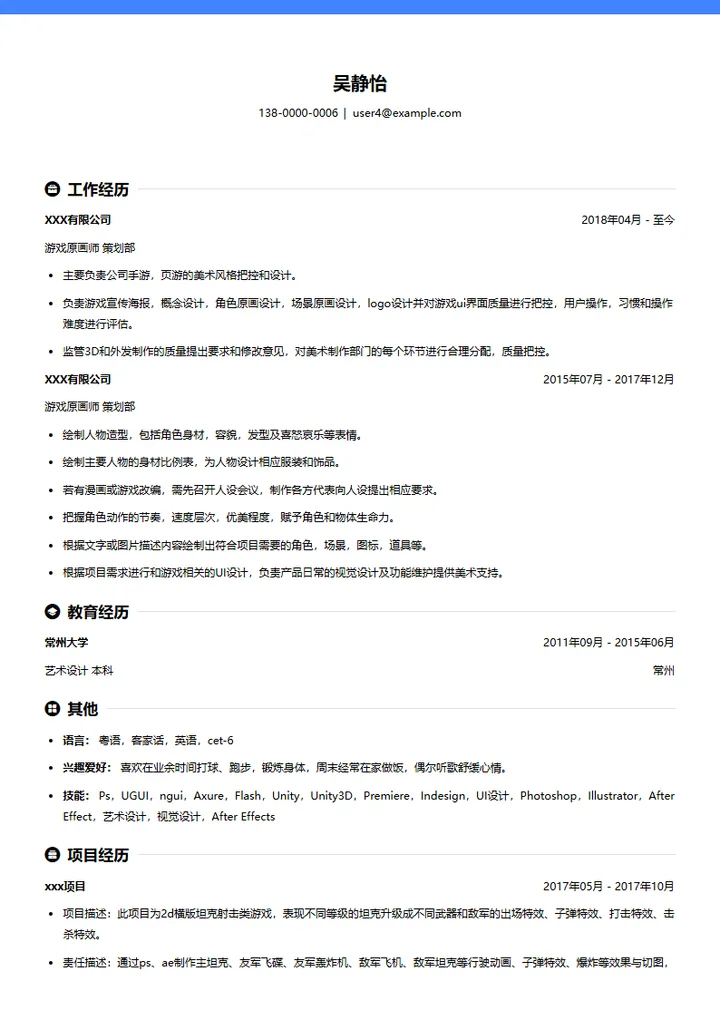 吴静怡
138-0000-0006 | user4@example.com
工作经历
XXX有限公司 2018年04月 - 至今
游戏原画师 策划部
• 主要负责公司手游，页游的美术风格把控和设计。
• 负责游戏宣传海报，概念设计，角色原画设计，场景原画设计，logo设计并对游戏ui界面质量进行把控，用户操作，习惯和操作
难度进行评估。
• 监管3D和外发制作的质量提出要求和修改意见，对美术制作部门的每个环节进行合理分配，质量把控。
XXX有限公司 2015年07月 - 2017年12月
游戏原画师 策划部
• 绘制人物造型，包括角色身材，容貌，发型及喜怒哀乐等表情。
• 绘制主要人物的身材比例表，为人物设计相应服装和饰品。
• 若有漫画或游戏改编，需先召开人设会议，制作各方代表向人设提出相应要求。
• 把握角色动作的节奏，速度层次，优美程度，赋予角色和物体生命力。
• 根据文字或图片描述内容绘制出符合项目需要的角色，场景，图标，道具等。
• 根据项目需求进行和游戏相关的UI设计，负责产品日常的视觉设计及功能维护提供美术支持。
教育经历
常州大学 2011年09月 - 2015年06月
艺术设计 本科 常州
其他
• 语言： 粤语，客家话，英语，cet-6
• 兴趣爱好： 喜欢在业余时间打球、跑步，锻炼身体，周末经常在家做饭，偶尔听歌舒缓心情。
• 技能： Ps，UGUI，ngui，Axure，Flash，Unity，Unity3D，Premiere，Indesign，UI设计，Photoshop，Illustrator，After
Effect，艺术设计，视觉设计，After Effects
项目经历
xxx项目 2017年05月 - 2017年10月
• 项目描述：此项目为2d横版坦克射击类游戏，表现不同等级的坦克升级成不同武器和敌军的出场特效、子弹特效、打击特效、击
杀特效。
• 责任描述：通过ps、ae制作主坦克、友军飞碟、友军轰炸机、敌军飞机、敌军坦克等行驶动画、子弹特效、爆炸等效果与切图，